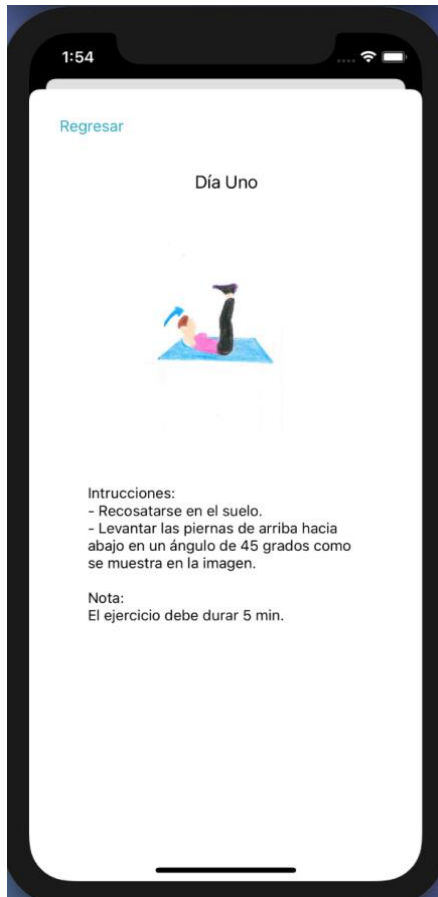 1:54
Regresar
Día Uno
Intrucciones:
- Recosatarse en el suelo.
- Levantar las piernas de arriba hacia
abajo en un ángulo de 45 grados como
se muestra en la imagen.
Nota:
El ejercicio debe durar 5 min.